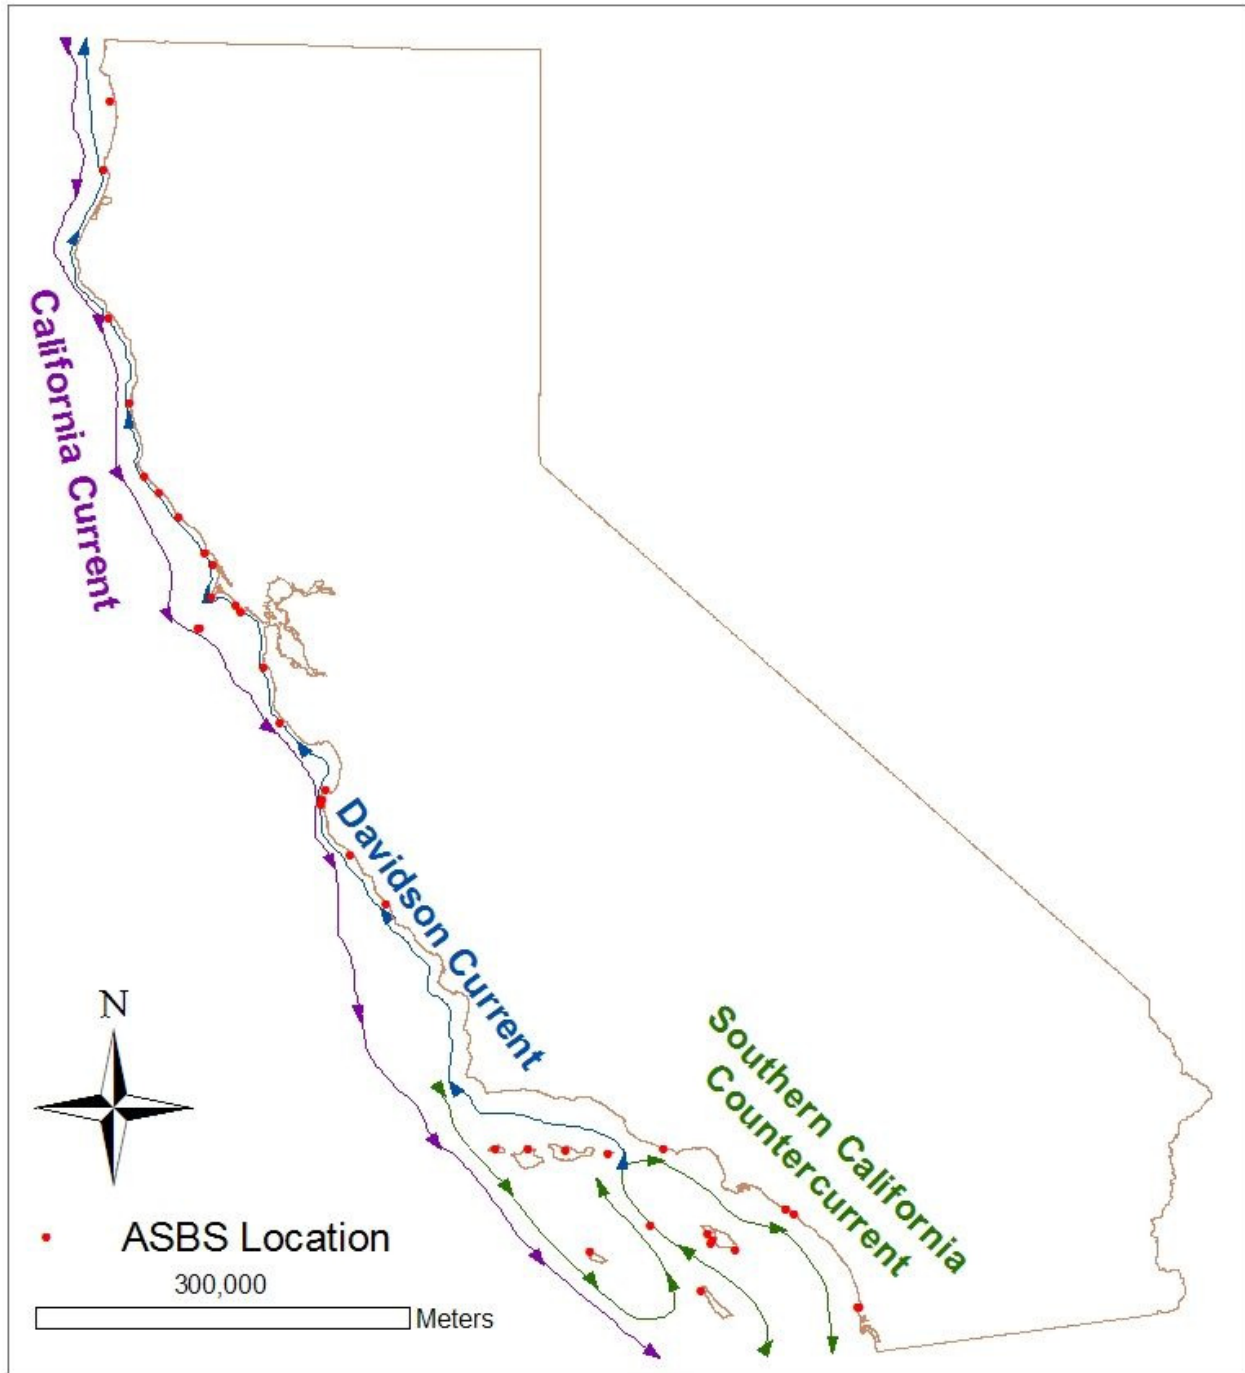 California Current
Davidson Current
Southern California
Countercurrent
N
ASBS Location
300,000
Meters